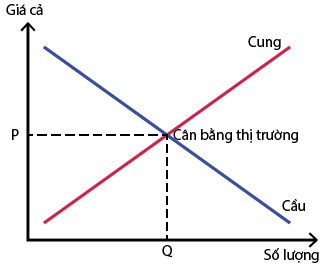 Giá cả
Cung
P
Cân bằng thị trường
Cầu
Q
Số lượng